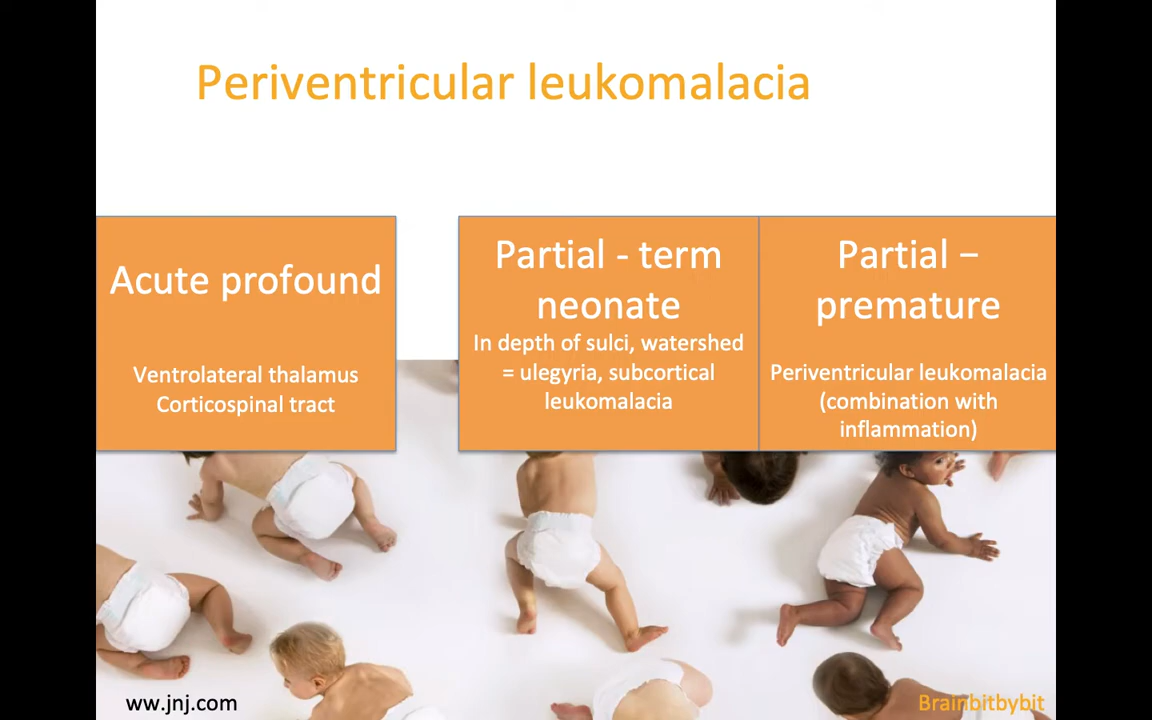 Periventricular leukomalacia
Acute profound
Ventrolateral thalamus
Corticospinal tract
Partial - term
neonate
In depth of sulci, watershed
= ulegyria, subcortical
leukomalacia
Partial –
premature
Periventricular leukomalacia
(combination with
inflammation)
ww.jnj.com
Brainbitbybit